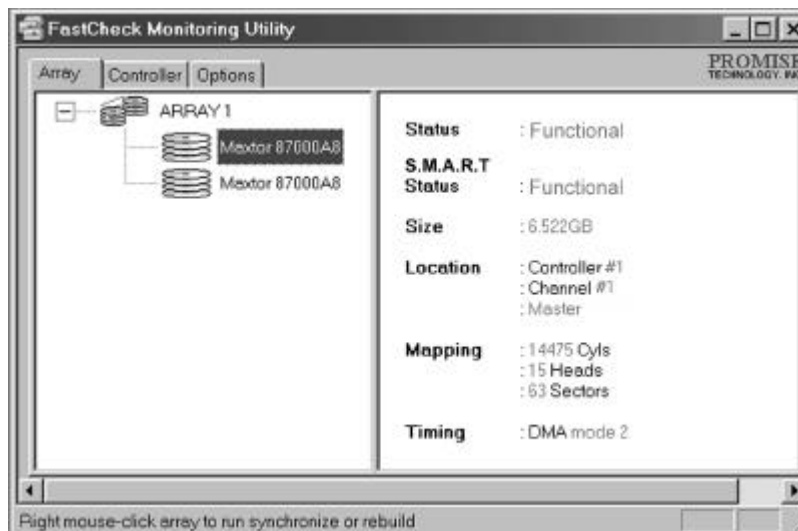 FastCheck Monitoring Utility
PROMISE
TECHNOLOGY, INC
Array Controller Options
ARRAY 1
Maxtor 87000A8
Maxtor 87000A8
Status : Functional
S.M.A.R.T
Status : Functional
Size : 6.522GB
Location : Controller #1
: Channel #1
: Master
Mapping : 14475 Cyls
: 15 Heads
: 63 Sectors
Timing : DMA mode 2
Right mouse-click array to run synchronize or rebuild